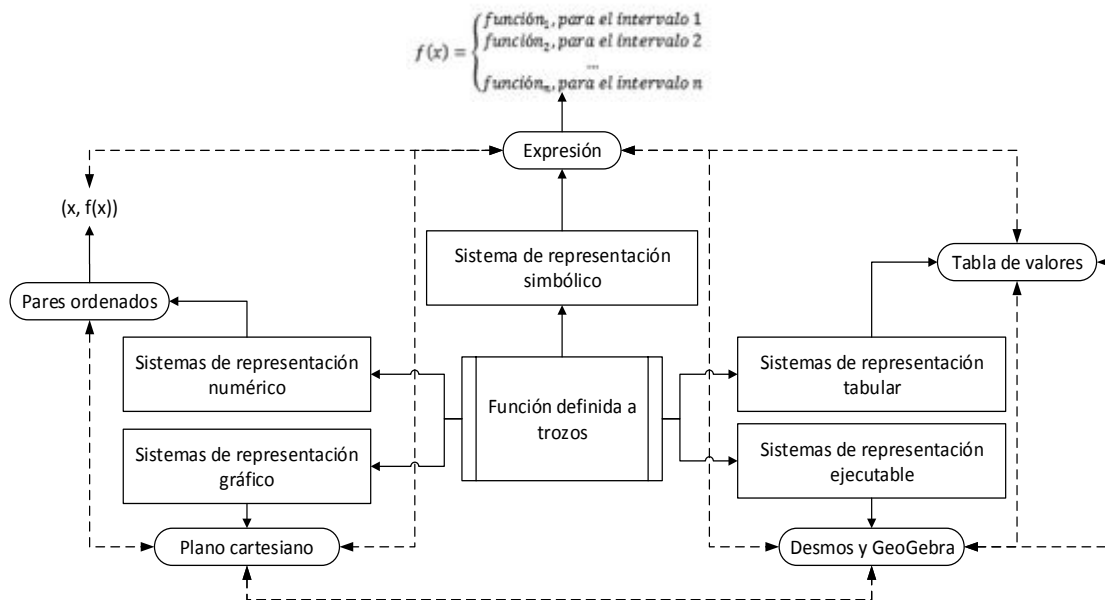 f(x) = { función₁, para el intervalo 1
función₂, para el intervalo 2
...
funciónₙ, para el intervalo n
Expresión
(x, f(x))
Sistema de representación
simbólico
Tabla de valores
Pares ordenados
Sistemas de representación
numérico
Función definida a
trozos
Sistemas de representación
tabular
Sistemas de representación
gráfico
Sistemas de representación
ejecutable
Plano cartesiano
Desmos y GeoGebra